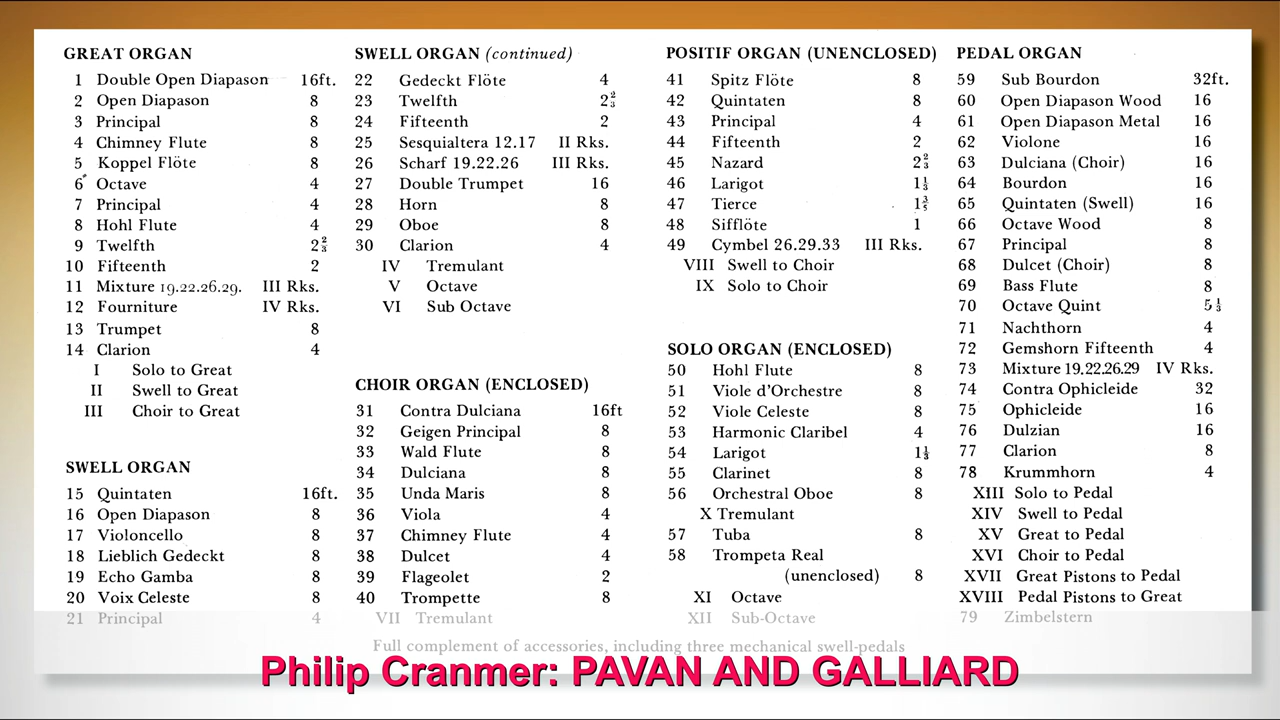 GREAT ORGAN
1 Double Open Diapason 16ft.
2 Open Diapason 8
3 Principal 8
4 Chimney Flute 8
5 Koppel Flöte 8
6 Octave 4
7 Principal 4
8 Hohl Flute 4
9 Twelfth 2⅔
10 Fifteenth 2
11 Mixture 19.22.26.29. III Rks.
12 Fourniture IV Rks.
13 Trumpet 8
14 Clarion 4
I Solo to Great
II Swell to Great
III Choir to Great
SWELL ORGAN
15 Quintaten 16ft.
16 Open Diapason 8
17 Violoncello 8
18 Lieblich Gedeckt 8
19 Echo Gamba 8
20 Voix Celeste 8
21 Principal 4
SWELL ORGAN (continued)
22 Gedeckt Flöte 4
23 Twelfth 2⅔
24 Fifteenth 2
25 Sesquialtera 12.17 II Rks.
26 Scharf 19.22.26 III Rks.
27 Double Trumpet 16
28 Horn 8
29 Oboe 8
30 Clarion 4
IV Tremulant
V Octave
VI Sub Octave
CHOIR ORGAN (ENCLOSED)
31 Contra Dulciana 16ft
32 Geigen Principal 8
33 Wald Flute 8
34 Dulciana 8
35 Unda Maris 8
36 Viola 4
37 Chimney Flute 4
38 Dulcet 4
39 Flageolet 2
40 Trompette 8
VII Tremulant
POSITIF ORGAN (UNENCLOSED)
41 Spitz Flöte 8
42 Quintaten 8
43 Principal 4
44 Fifteenth 2
45 Nazard 2⅔
46 Larigot 1⅓
47 Tierce 1⅗
48 Sifflöte 1
49 Cymbel 26.29.33 III Rks.
VIII Swell to Choir
IX Solo to Choir
SOLO ORGAN (ENCLOSED)
50 Hohl Flute 8
51 Viole d'Orchestre 8
52 Viole Celeste 8
53 Harmonic Claribel 4
54 Larigot 1⅓
55 Clarinet 8
56 Orchestral Oboe 8
X Tremulant
57 Tuba 8
58 Trompeta Real
(unenclosed) 8
XI Octave
XII Sub-Octave
PEDAL ORGAN
59 Sub Bourdon 32ft.
60 Open Diapason Wood 16
61 Open Diapason Metal 16
62 Violone 16
63 Dulciana (Choir) 16
64 Bourdon 16
65 Quintaten (Swell) 16
66 Octave Wood 8
67 Principal 8
68 Dulcet (Choir) 8
69 Bass Flute 8
70 Octave Quint 5⅓
71 Nachthorn 4
72 Gemshorn Fifteenth 4
73 Mixture 19.22.26.29 IV Rks.
74 Contra Ophicleide 32
75 Ophicleide 16
76 Dulzian 16
77 Clarion 8
78 Krummhorn 4
XIII Solo to Pedal
XIV Swell to Pedal
XV Great to Pedal
XVI Choir to Pedal
XVII Great Pistons to Pedal
XVIII Pedal Pistons to Great
79 Zimbelstern
Full complement of accessories, including three mechanical swell-pedals
Philip Cranmer: PAVAN AND GALLIARD